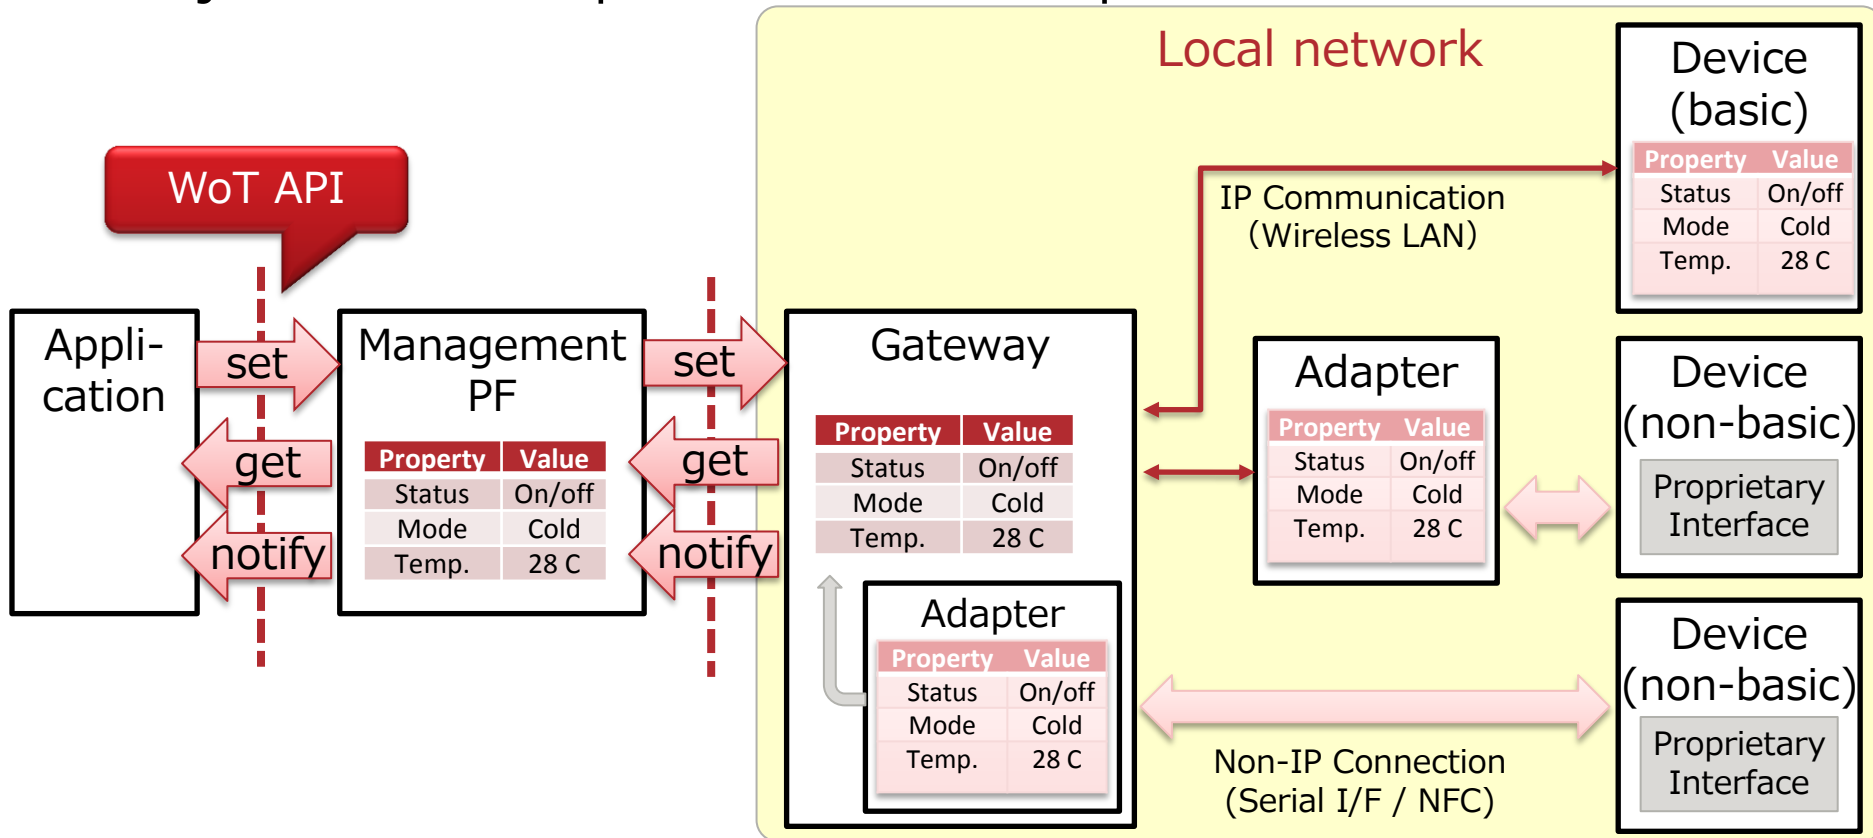 Local network
WoT API
Appli-
cation
set
get
notify
Management
PF
Property Value
Status On/off
Mode Cold
Temp. 28 C
set
get
notify
Gateway
Property Value
Status On/off
Mode Cold
Temp. 28 C
Adapter
Property Value
Status On/off
Mode Cold
Temp. 28 C
IP Communication
(Wireless LAN)
Adapter
Property Value
Status On/off
Mode Cold
Temp. 28 C
Non-IP Connection
(Serial I/F / NFC)
Device
(basic)
Property Value
Status On/off
Mode Cold
Temp. 28 C
Device
(non-basic)
Proprietary
Interface
Device
(non-basic)
Proprietary
Interface